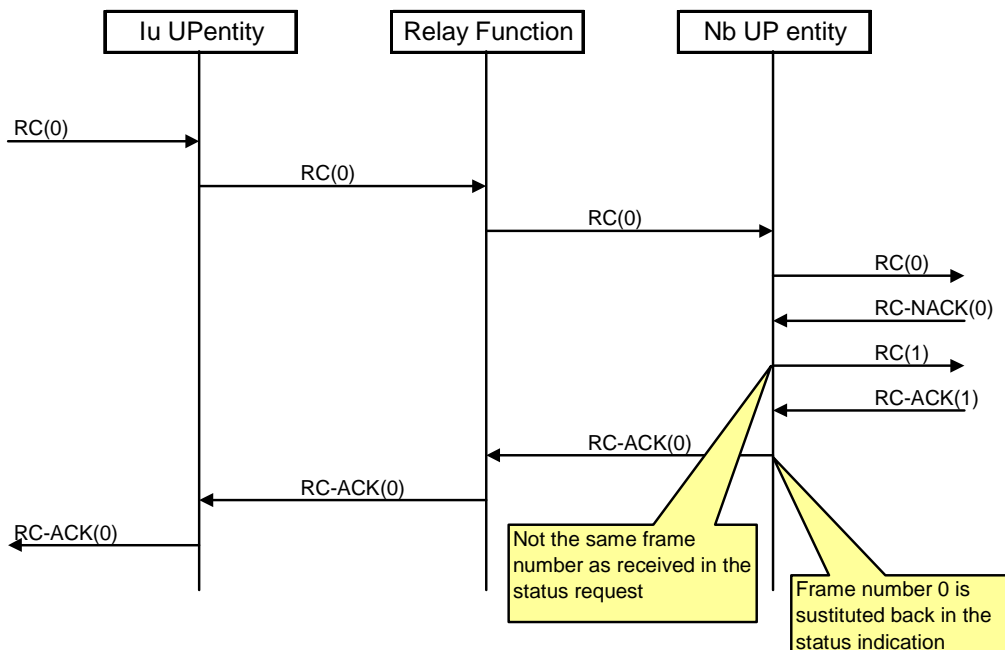 Iu UPentity
Relay Function
Nb UP entity
RC(0)
RC(0)
RC(0)
RC(0)
RC-NACK(0)
RC(1)
RC-ACK(1)
RC-ACK(0)
RC-ACK(0)
RC-ACK(0)
Not the same frame
number as received in the
status request
Frame number 0 is
sustituted back in the
status indication